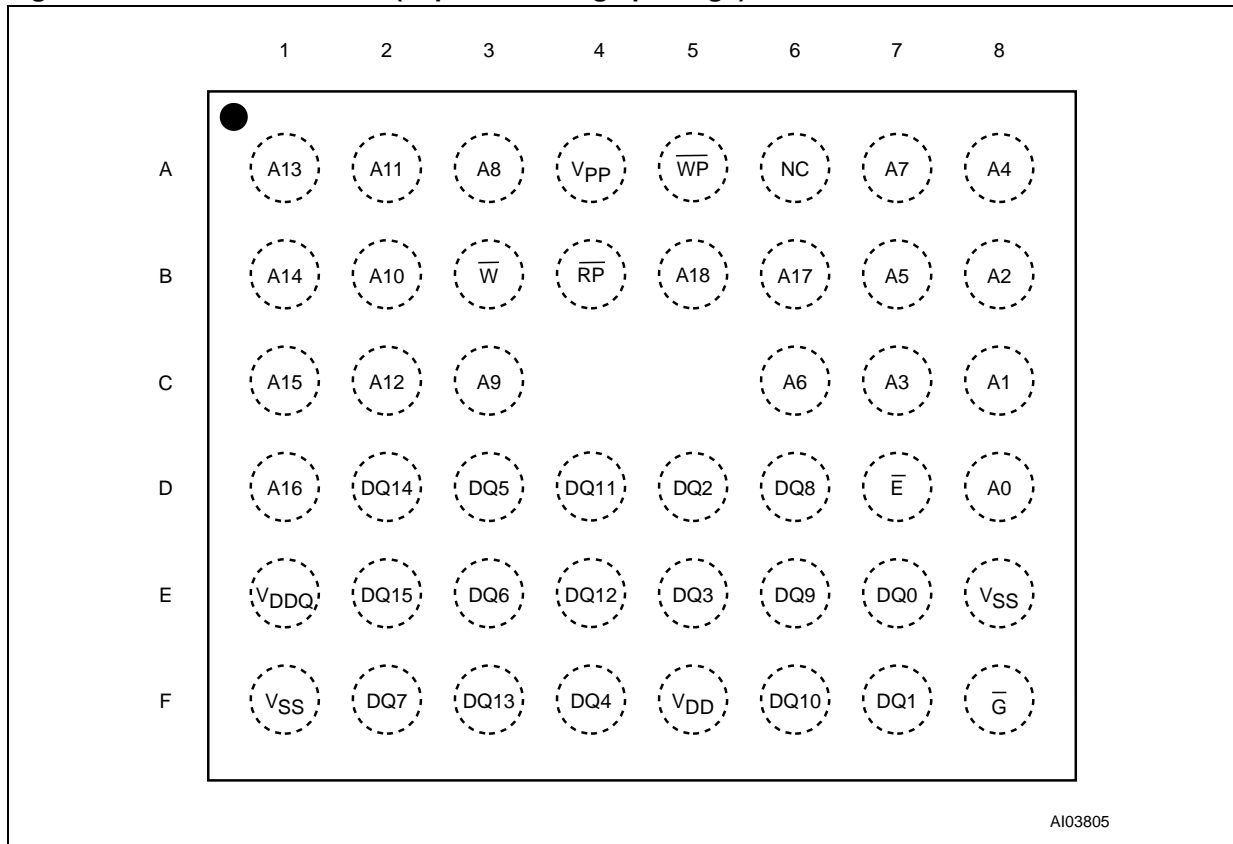 1 2 3 4 5 6 7 8
A A13 A11 A8 VPP W̅P̅ NC A7 A4
B A14 A10 W̅ R̅P̅ A18 A17 A5 A2
C A15 A12 A9 A6 A3 A1
D A16 DQ14 DQ5 DQ11 DQ2 DQ8 E̅ A0
E VDDQ DQ15 DQ6 DQ12 DQ3 DQ9 DQ0 VSS
F VSS DQ7 DQ13 DQ4 VDD DQ10 DQ1 G̅
AI03805